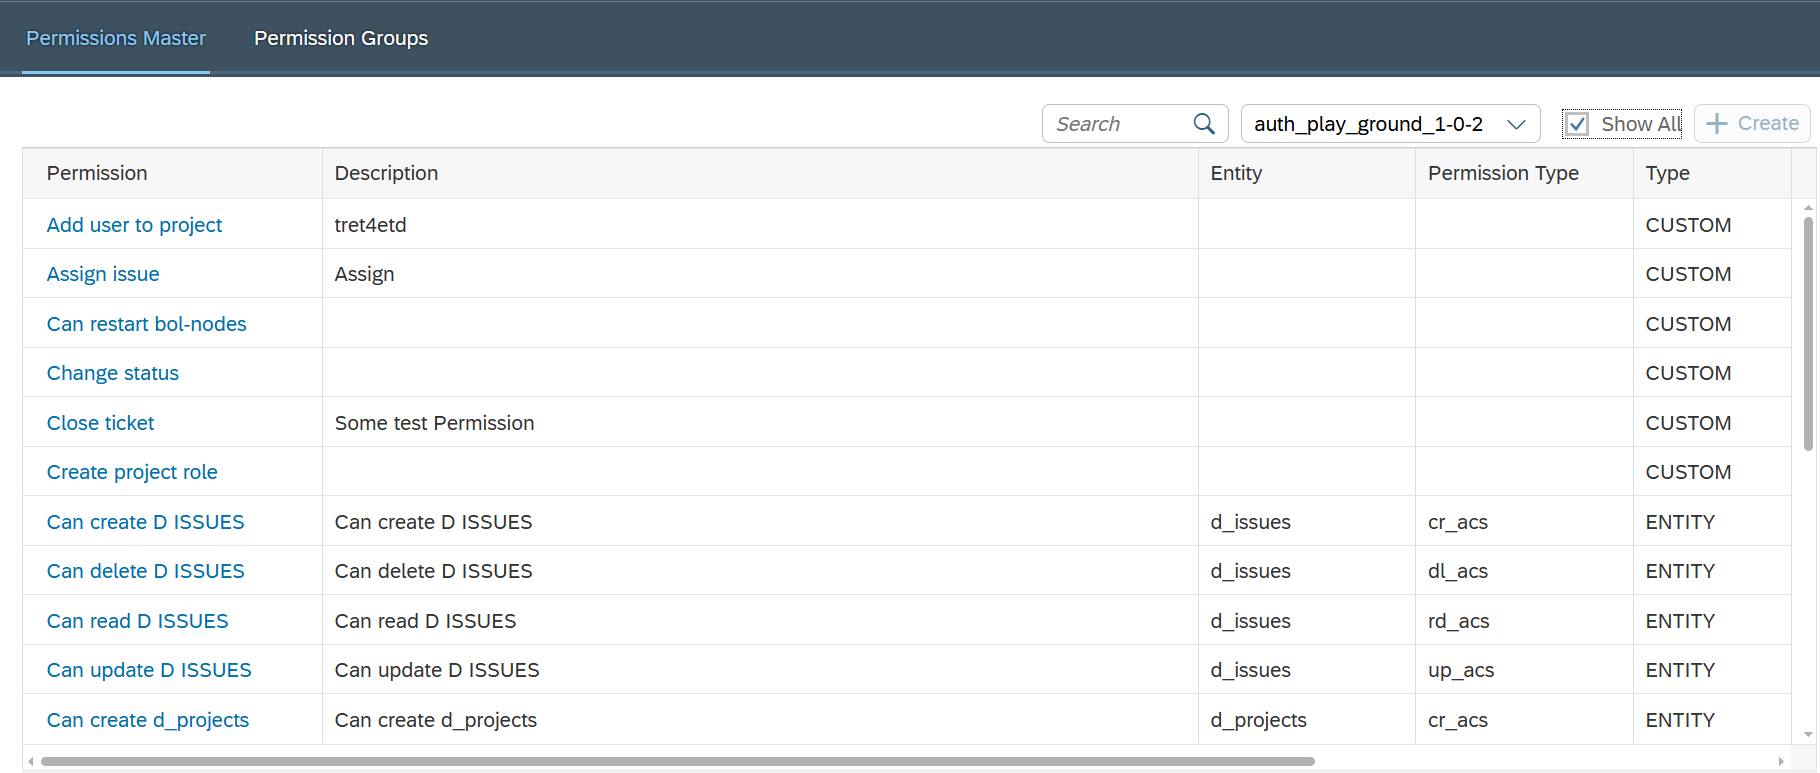 Permissions Master Permission Groups
Search auth_play_ground_1-0-2 Show All Create
Permission Description Entity Permission Type Type
Add user to project tret4etd CUSTOM
Assign issue Assign CUSTOM
Can restart bol-nodes CUSTOM
Change status CUSTOM
Close ticket Some test Permission CUSTOM
Create project role CUSTOM
Can create D ISSUES Can create D ISSUES d_issues cr_acs ENTITY
Can delete D ISSUES Can delete D ISSUES d_issues dl_acs ENTITY
Can read D ISSUES Can read D ISSUES d_issues rd_acs ENTITY
Can update D ISSUES Can update D ISSUES d_issues up_acs ENTITY
Can create d_projects Can create d_projects d_projects cr_acs ENTITY